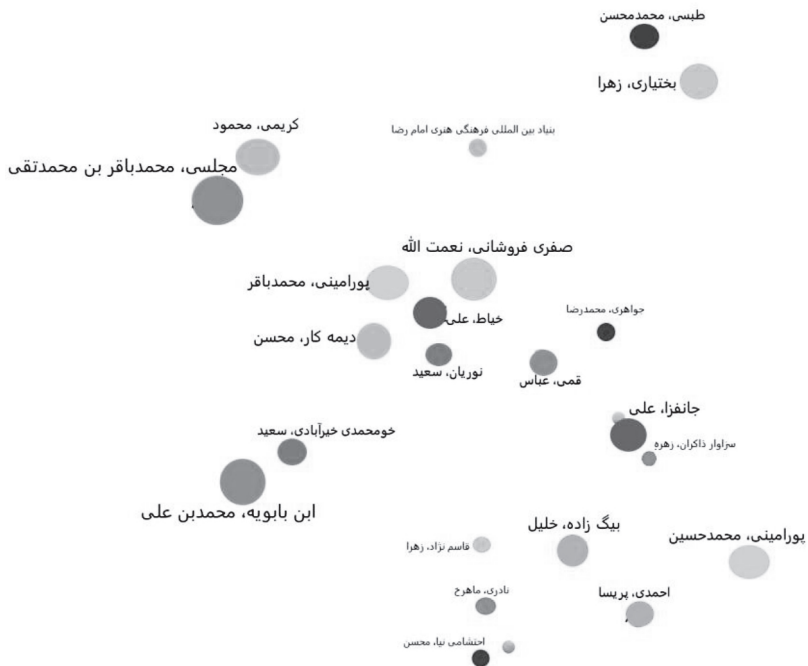 طبسی، محمدمحسن
بختیاری، زهرا
کریمی، محمود
بنیاد بین المللی فرهنگی هنری امام رضا
مجلسی، محمدباقر بن محمدتقی
صفری فروشانی، نعمت الله
پورامینی، محمدباقر
خیاط، علی
جواهری، محمدرضا
دیمه کار، محسن
نوریان، سعید
قمی، عباس
جانفزا، علی
خومحمدی خیرآبادی، سعید
سراوار ذاکران، زهره
ابن بابویه، محمدبن علی
بیگ زاده، خلیل
پورامینی، محمدحسین
قاسم نژاد، زهرا
نادری، ماهرخ
احمدی، پریسا
احتشامی نیا، محسن